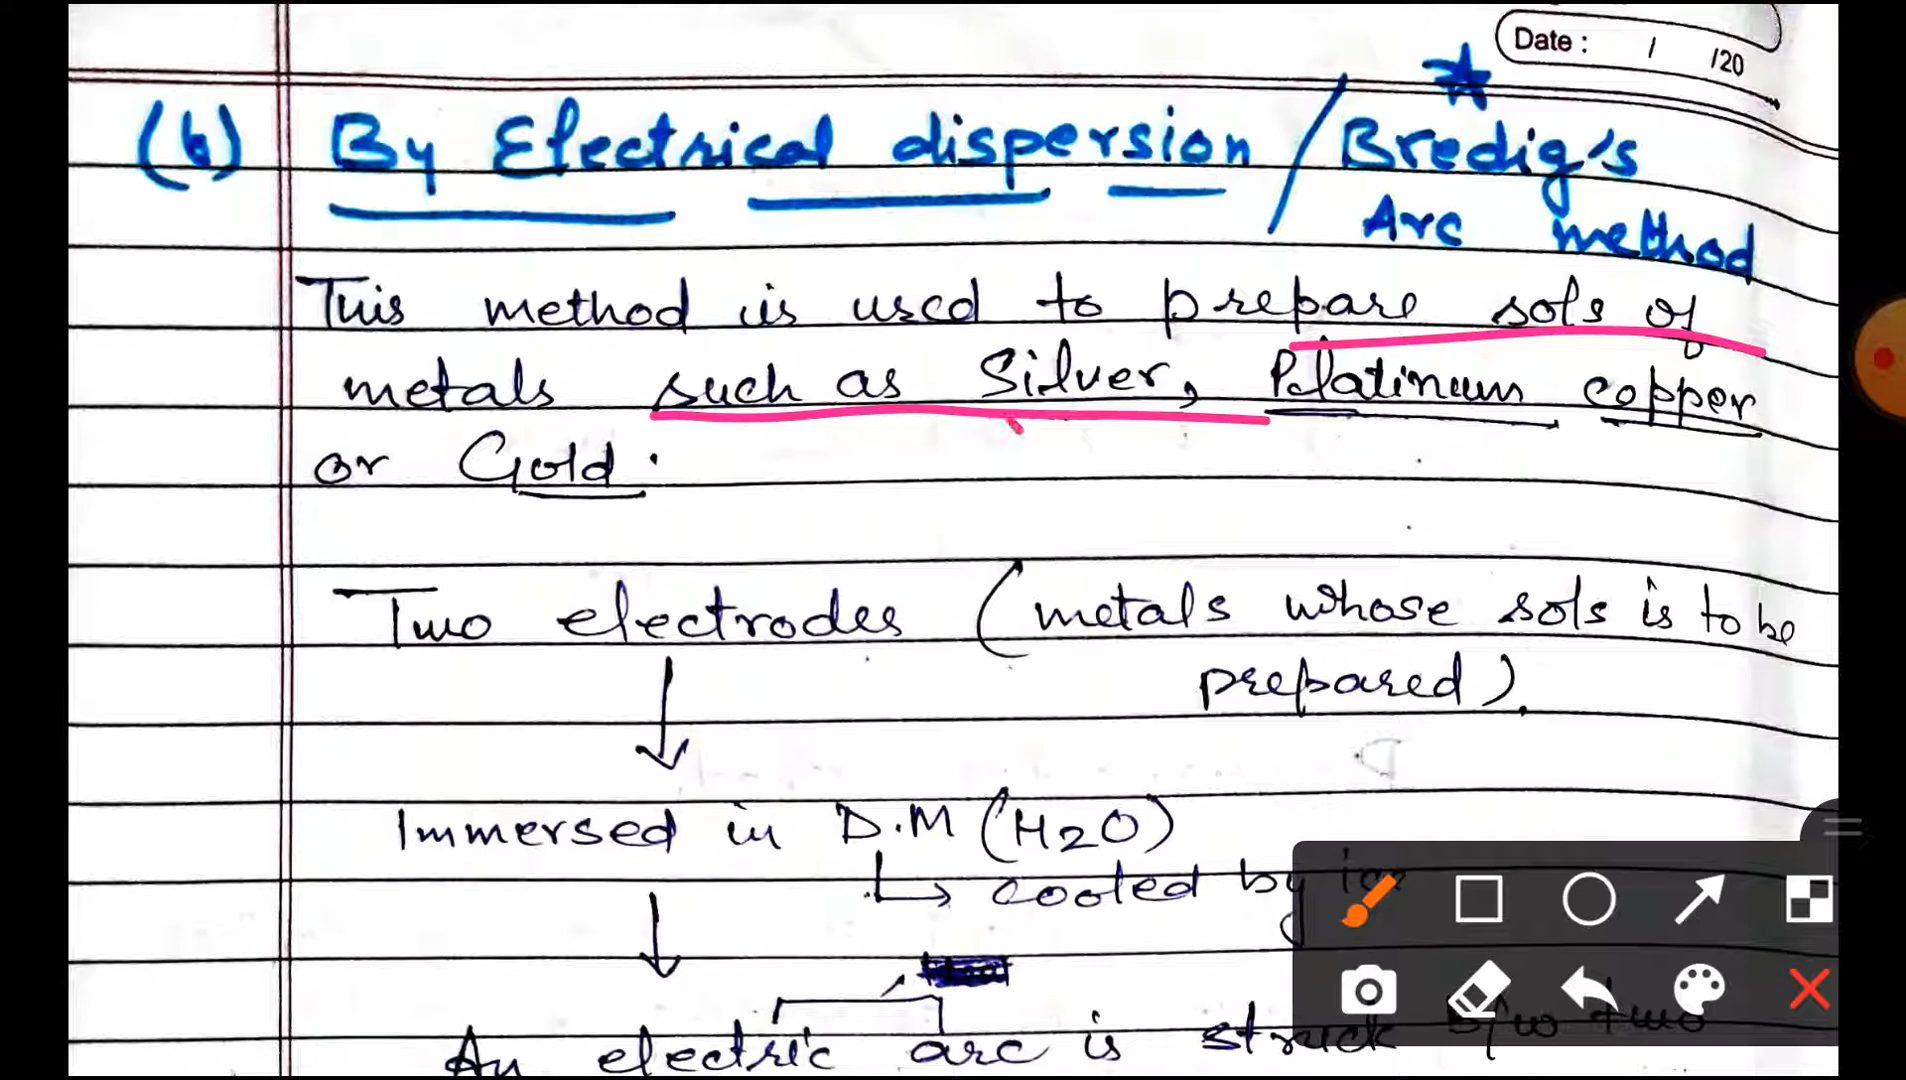 Date : / /20
(b) By Electrical dispersion / Bredig's
Arc method
This method is used to prepare sols of
metals such as Silver, Platinum copper
or Gold.
Two electrodes (metals whose sols is to be
prepared).
Immersed in D.M (H2O)
cooled by ice
An electric arc is struck b/w two